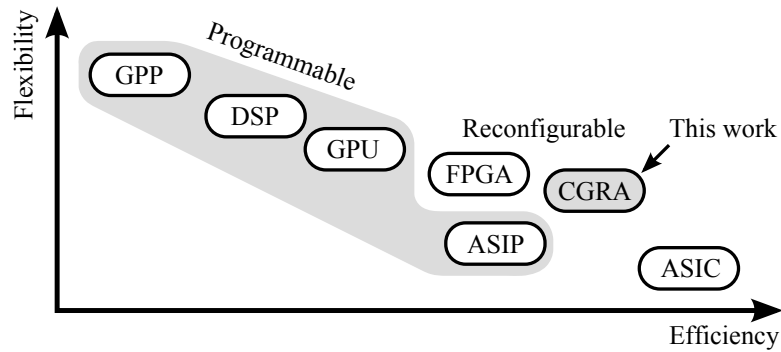 Flexibility
Programmable
GPP
DSP
GPU
Reconfigurable
This work
FPGA
CGRA
ASIP
ASIC
Efficiency